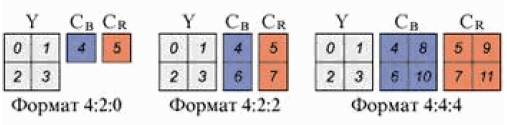 Y C_B C_R Y C_B C_R Y C_B C_R
0 1 4 5 0 1 4 5 0 1 4 8 5 9
2 3 2 3 6 7 2 3 6 10 7 11
Формат 4:2:0 Формат 4:2:2 Формат 4:4:4